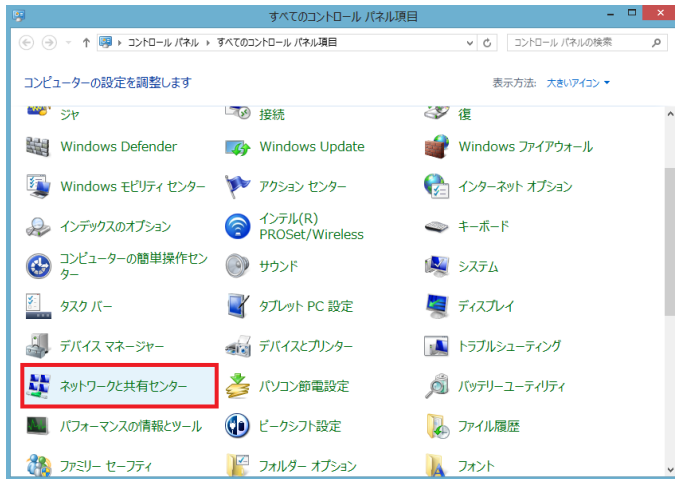 すべてのコントロール パネル項目
コントロール パネル ▸ すべてのコントロール パネル項目
コントロール パネルの検索
コンピューターの設定を調整します
表示方法: 大きいアイコン
ジャ
接続
復
Windows Defender
Windows Update
Windows ファイアウォール
Windows モビリティ センター
アクション センター
インターネット オプション
インデックスのオプション
インテル(R)
PROSet/Wireless
キーボード
コンピューターの簡単操作セン
ター
サウンド
システム
タスク バー
タブレット PC 設定
ディスプレイ
デバイス マネージャー
デバイスとプリンター
トラブルシューティング
ネットワークと共有センター
パソコン節電設定
バッテリーユーティリティ
パフォーマンスの情報とツール
ピークシフト設定
ファイル履歴
ファミリー セーフティ
フォルダー オプション
フォント